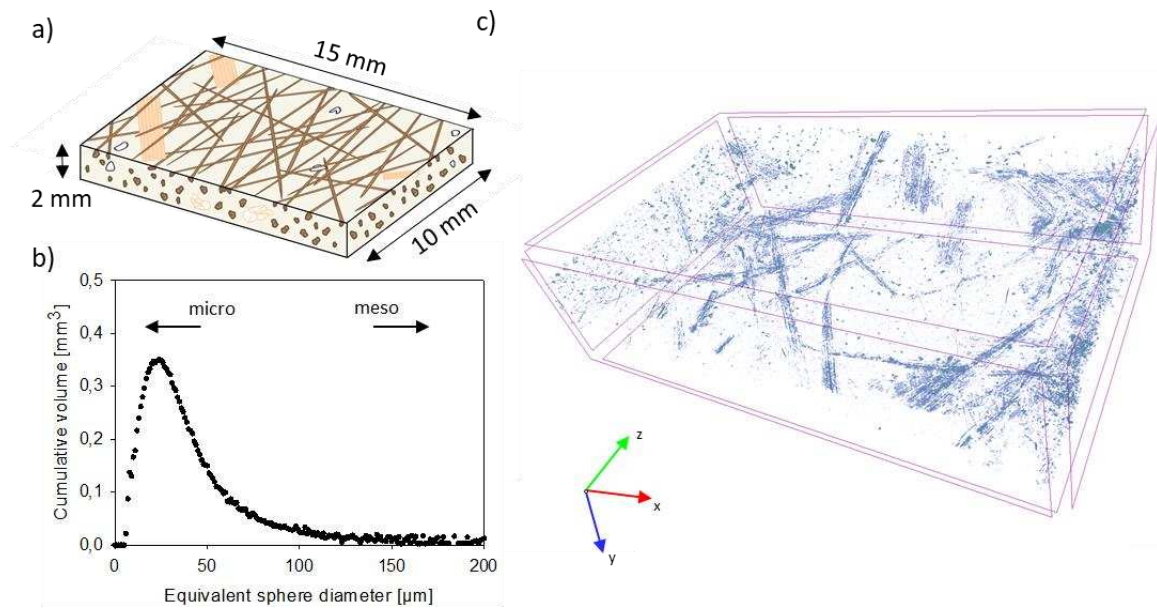 a)
15 mm
2 mm
10 mm
b)
0,5
0,4
0,3
0,2
0,1
0,0
Cumulative volume [mm³]
micro
meso
0
50
100
150
200
Equivalent sphere diameter [µm]
c)
z
x
y